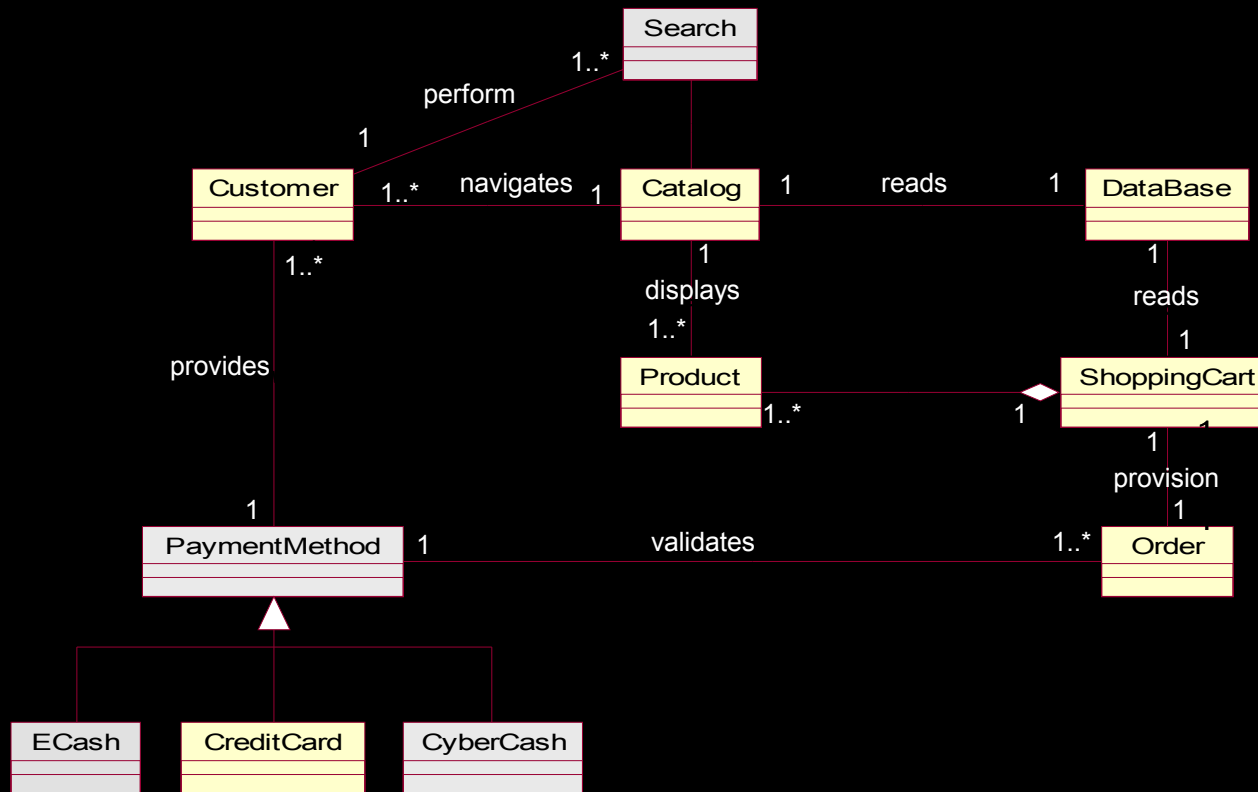 Search
1..*
perform
1
Customer
1..*
navigates
1
Catalog
1
reads
1
DataBase
1..*
1
displays
1..*
1
reads
1
provides
Product
1..*
1
ShoppingCart
1
1
provision
1
1
PaymentMethod
1
validates
1..*
Order
ECash
CreditCard
CyberCash